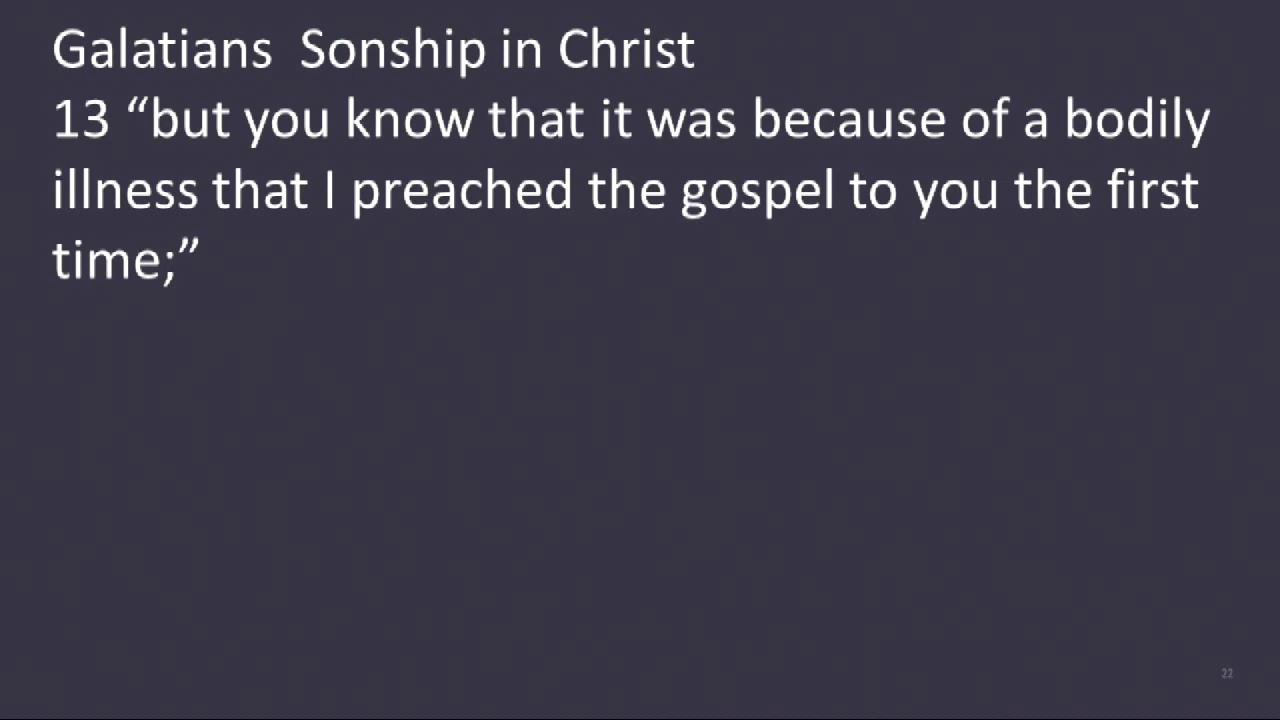 Galatians  Sonship in Christ
13 “but you know that it was because of a bodily
illness that I preached the gospel to you the first
time;”
22